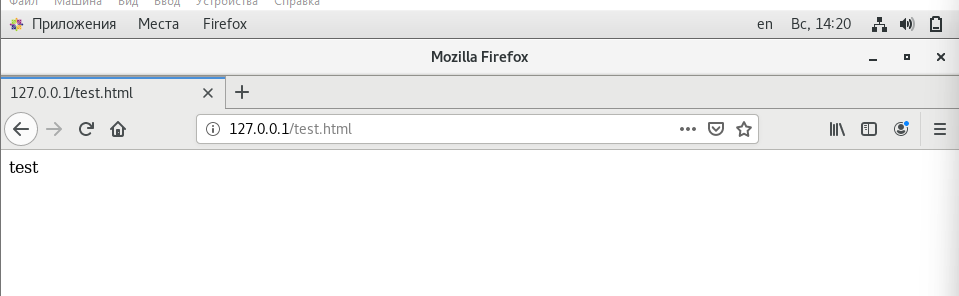 Файл Машина Вид Ввод Устройства Справка
Приложения Места Firefox en Вс, 14:20
Mozilla Firefox
127.0.0.1/test.html
127.0.0.1/test.html
test